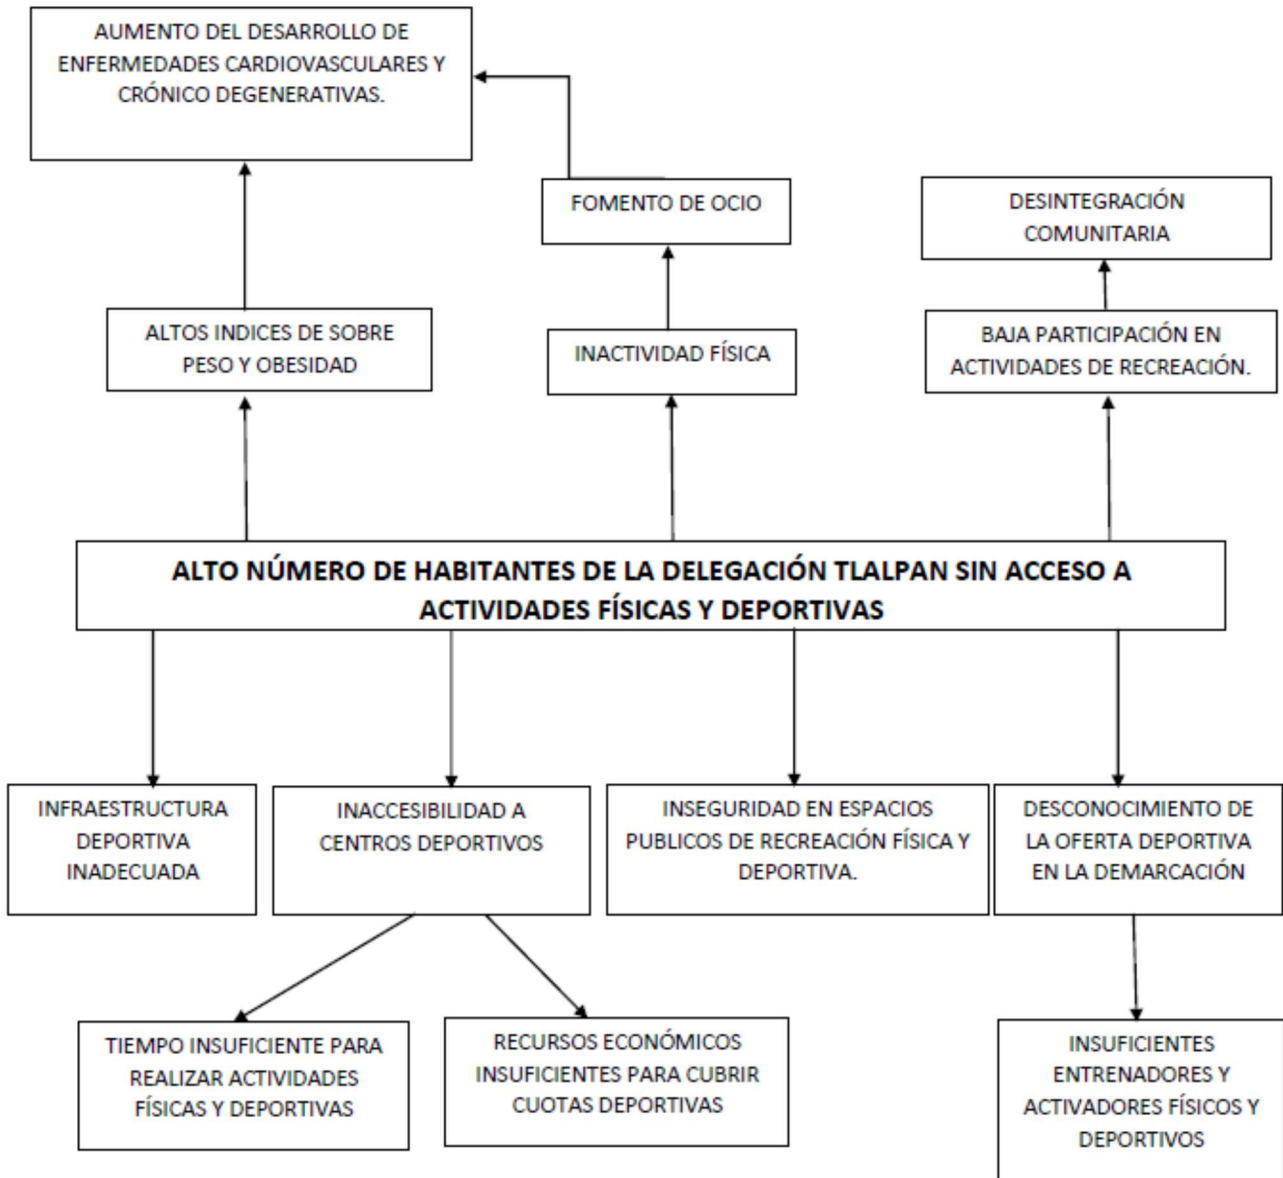 AUMENTO DEL DESARROLLO DE
ENFERMEDADES CARDIOVASCULARES Y
CRÓNICO DEGENERATIVAS.
FOMENTO DE OCIO
DESINTEGRACIÓN
COMUNITARIA
ALTOS INDICES DE SOBRE
PESO Y OBESIDAD
INACTIVIDAD FÍSICA
BAJA PARTICIPACIÓN EN
ACTIVIDADES DE RECREACIÓN.
ALTO NÚMERO DE HABITANTES DE LA DELEGACIÓN TLALPAN SIN ACCESO A
ACTIVIDADES FÍSICAS Y DEPORTIVAS
INFRAESTRUCTURA
DEPORTIVA
INADECUADA
INACCESIBILIDAD A
CENTROS DEPORTIVOS
INSEGURIDAD EN ESPACIOS
PUBLICOS DE RECREACIÓN FÍSICA Y
DEPORTIVA.
DESCONOCIMIENTO DE
LA OFERTA DEPORTIVA
EN LA DEMARCACIÓN
TIEMPO INSUFICIENTE PARA
REALIZAR ACTIVIDADES
FÍSICAS Y DEPORTIVAS
RECURSOS ECONÓMICOS
INSUFICIENTES PARA CUBRIR
CUOTAS DEPORTIVAS
INSUFICIENTES
ENTRENADORES Y
ACTIVADORES FÍSICOS Y
DEPORTIVOS